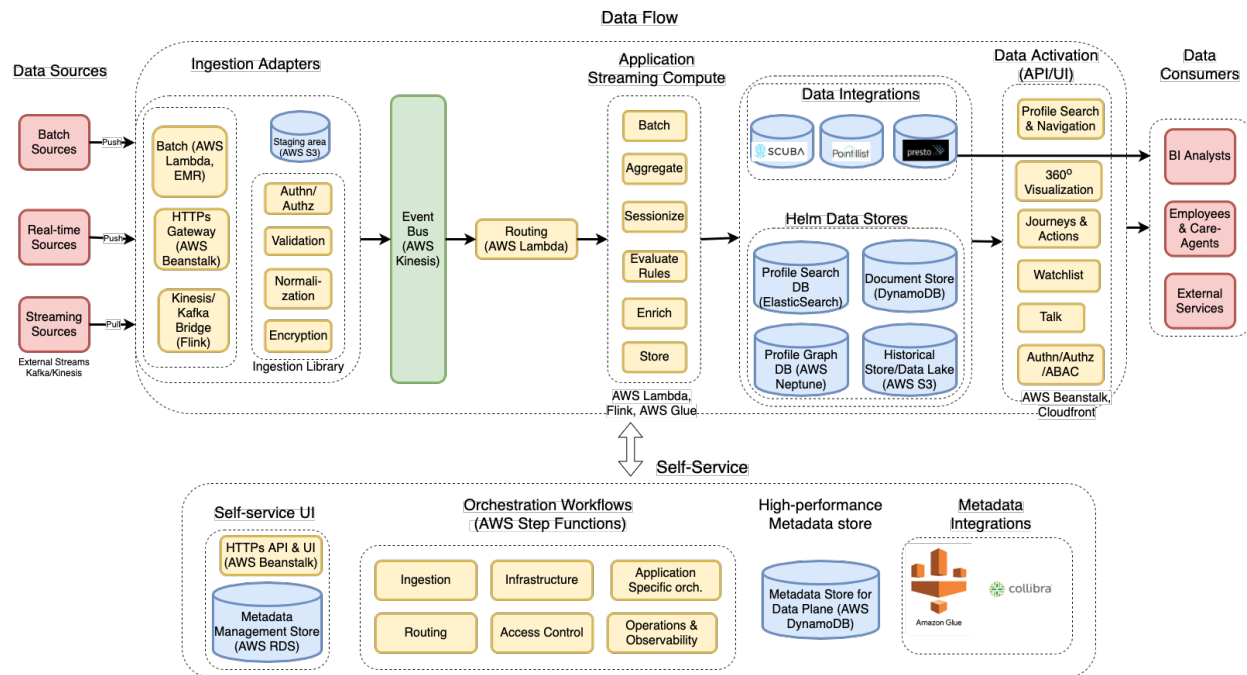 Data Flow
Data Sources
Ingestion Adapters
Application
Streaming Compute
Data Activation
(API/UI)
Data
Consumers
Batch
Sources
Push
Real-time
Sources
Push
Streaming
Sources
Pull
External Streams
Kafka/Kinesis
Batch (AWS
Lambda,
EMR)
HTTPs
Gateway
(AWS
Beanstalk)
Kinesis/
Kafka
Bridge
(Flink)
Staging area
(AWS S3)
Authn/
Authz
Validation
Normali-
zation
Encryption
Ingestion Library
Event
Bus
(AWS
Kinesis)
Routing
(AWS Lambda)
Batch
Aggregate
Sessionize
Evaluate
Rules
Enrich
Store
AWS Lambda,
Flink, AWS Glue
Data Integrations
SCUBA
Pointillist
presto
Helm Data Stores
Profile Search
DB
(ElasticSearch)
Document Store
(DynamoDB)
Profile Graph
DB (AWS
Neptune)
Historical
Store/Data Lake
(AWS S3)
Profile Search
& Navigation
360º
Visualization
Journeys &
Actions
Watchlist
Talk
Authn/Authz
/ABAC
AWS Beanstalk,
Cloudfront
BI Analysts
Employees
& Care-
Agents
External
Services
Self-Service
Self-service UI
HTTPs API & UI
(AWS Beanstalk)
Metadata
Management Store
(AWS RDS)
Orchestration Workflows
(AWS Step Functions)
Ingestion
Infrastructure
Application
Specific orch.
Routing
Access Control
Operations &
Observability
High-performance
Metadata store
Metadata Store for
Data Plane (AWS
DynamoDB)
Metadata
Integrations
Amazon Glue
collibra